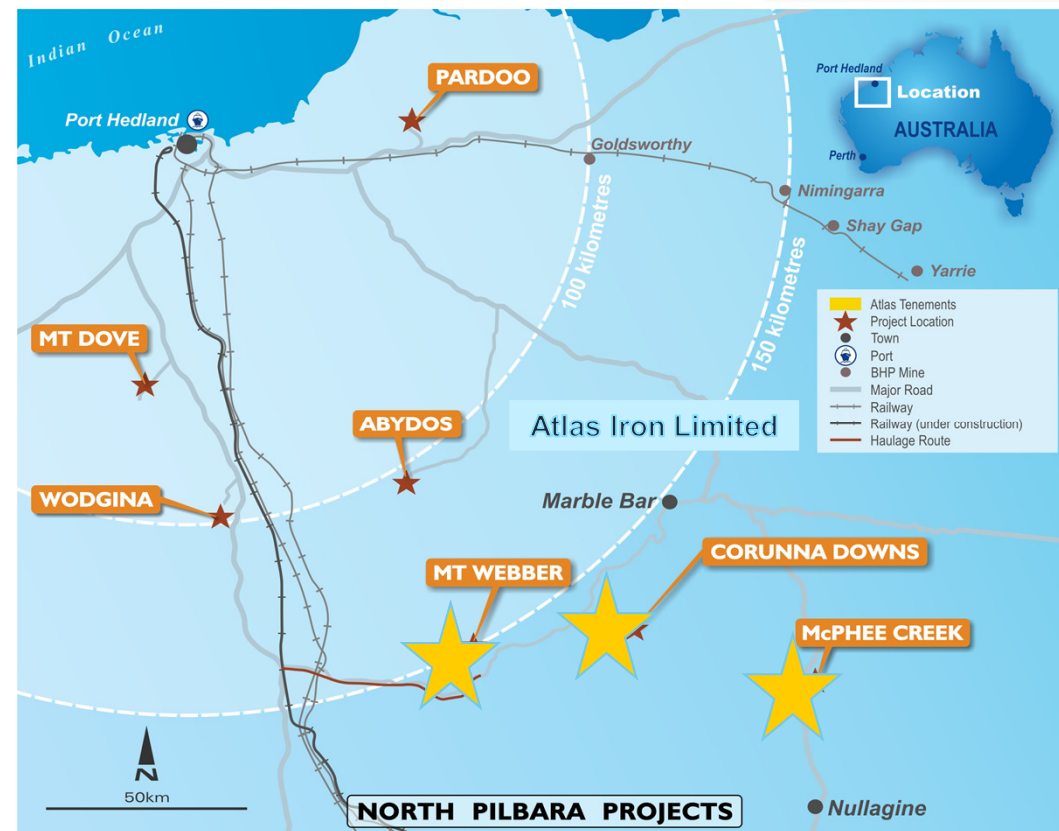 Indian Ocean
PARDOO
Port Hedland
Port Hedland
Location
AUSTRALIA
Perth
Goldsworthy
Nimingarra
Shay Gap
Yarrie
100 kilometres
150 kilometres
Atlas Tenements
Project Location
Town
Port
BHP Mine
Major Road
Railway
Railway (under construction)
Haulage Route
MT DOVE
ABYDOS
Atlas Iron Limited
WODGINA
Marble Bar
CORUNNA DOWNS
MT WEBBER
McPHEE CREEK
N
50km
NORTH PILBARA PROJECTS
Nullagine